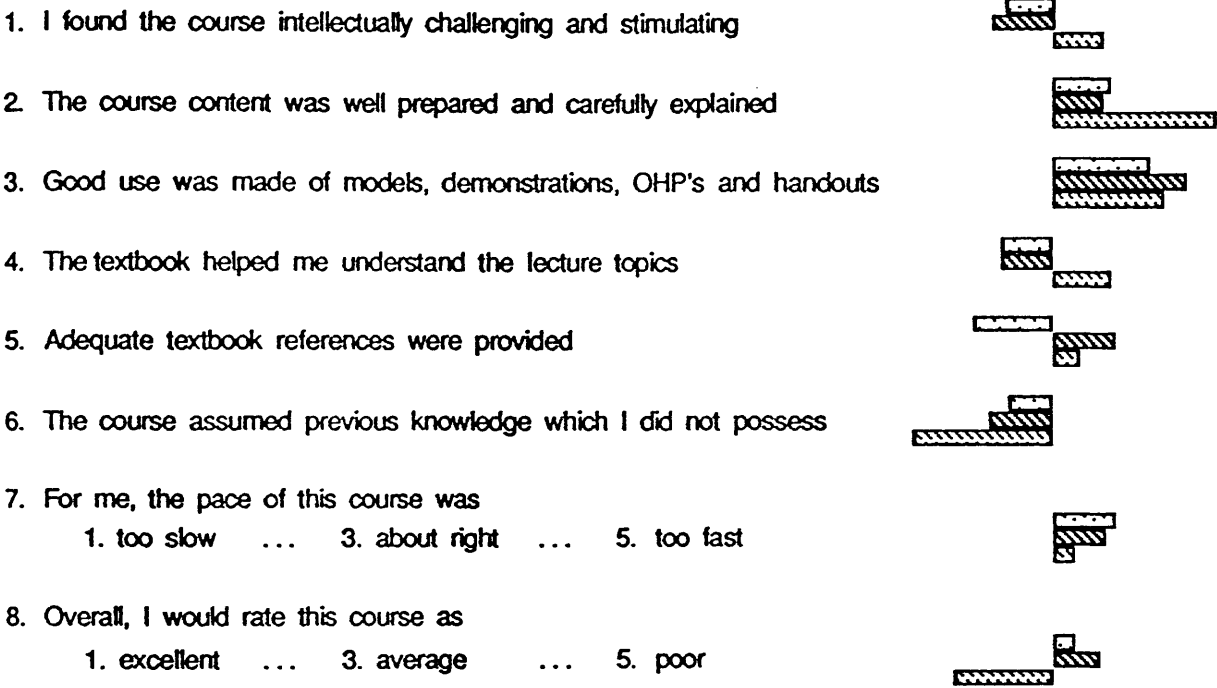 1. I found the course intellectually challenging and stimulating
2. The course content was well prepared and carefully explained
3. Good use was made of models, demonstrations, OHP's and handouts
4. The textbook helped me understand the lecture topics
5. Adequate textbook references were provided
6. The course assumed previous knowledge which I did not possess
7. For me, the pace of this course was
1. too slow ... 3. about right ... 5. too fast
8. Overall, I would rate this course as
1. excellent ... 3. average ... 5. poor